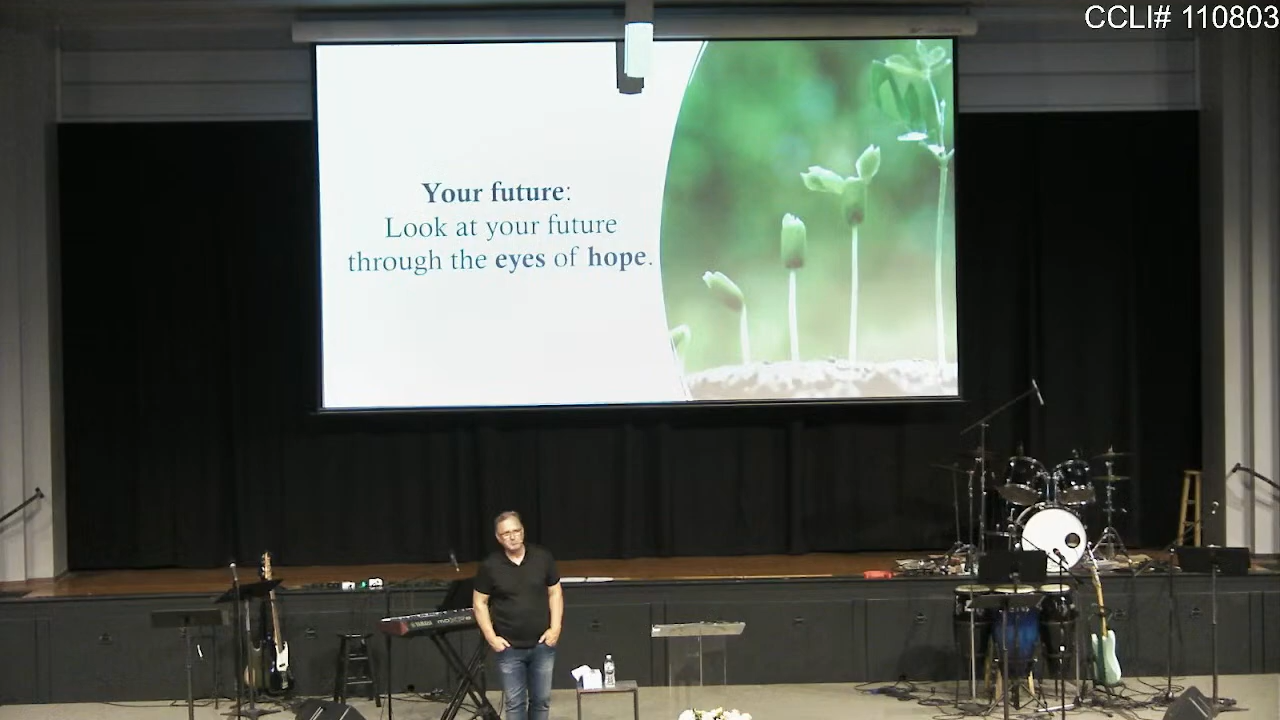 CCLI# 110803
Your future:
Look at your future
through the eyes of hope.